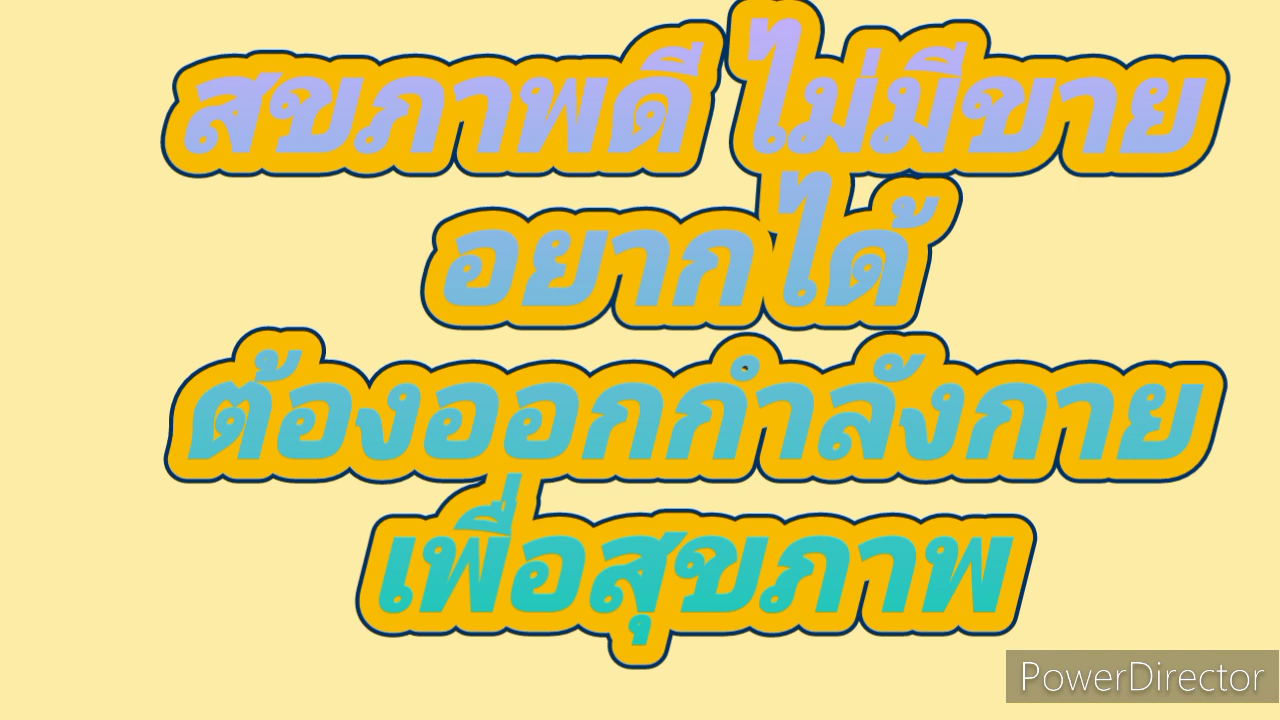 สขภาพดี ไม่มีขาย
อยากได้
ต้องออกกำลังกาย
เพื่อสุขภาพ
PowerDirector